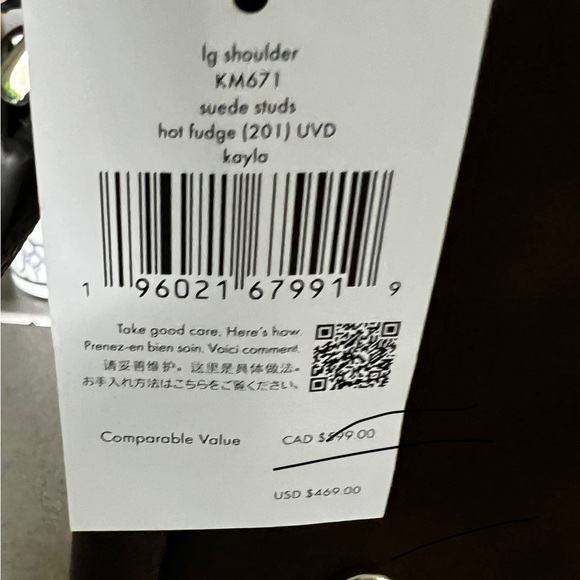 lg shoulder
KM671
suede studs
hot fudge (201) UVD
kayla
1 96021 67991 9
Take good care. Here's how.
Prenez-en bien soin. Voici comment.
请妥善维护。这里是具体做法。
お手入れ方法はこちらをご覧ください。
Comparable Value CAD $599.00
USD $469.00